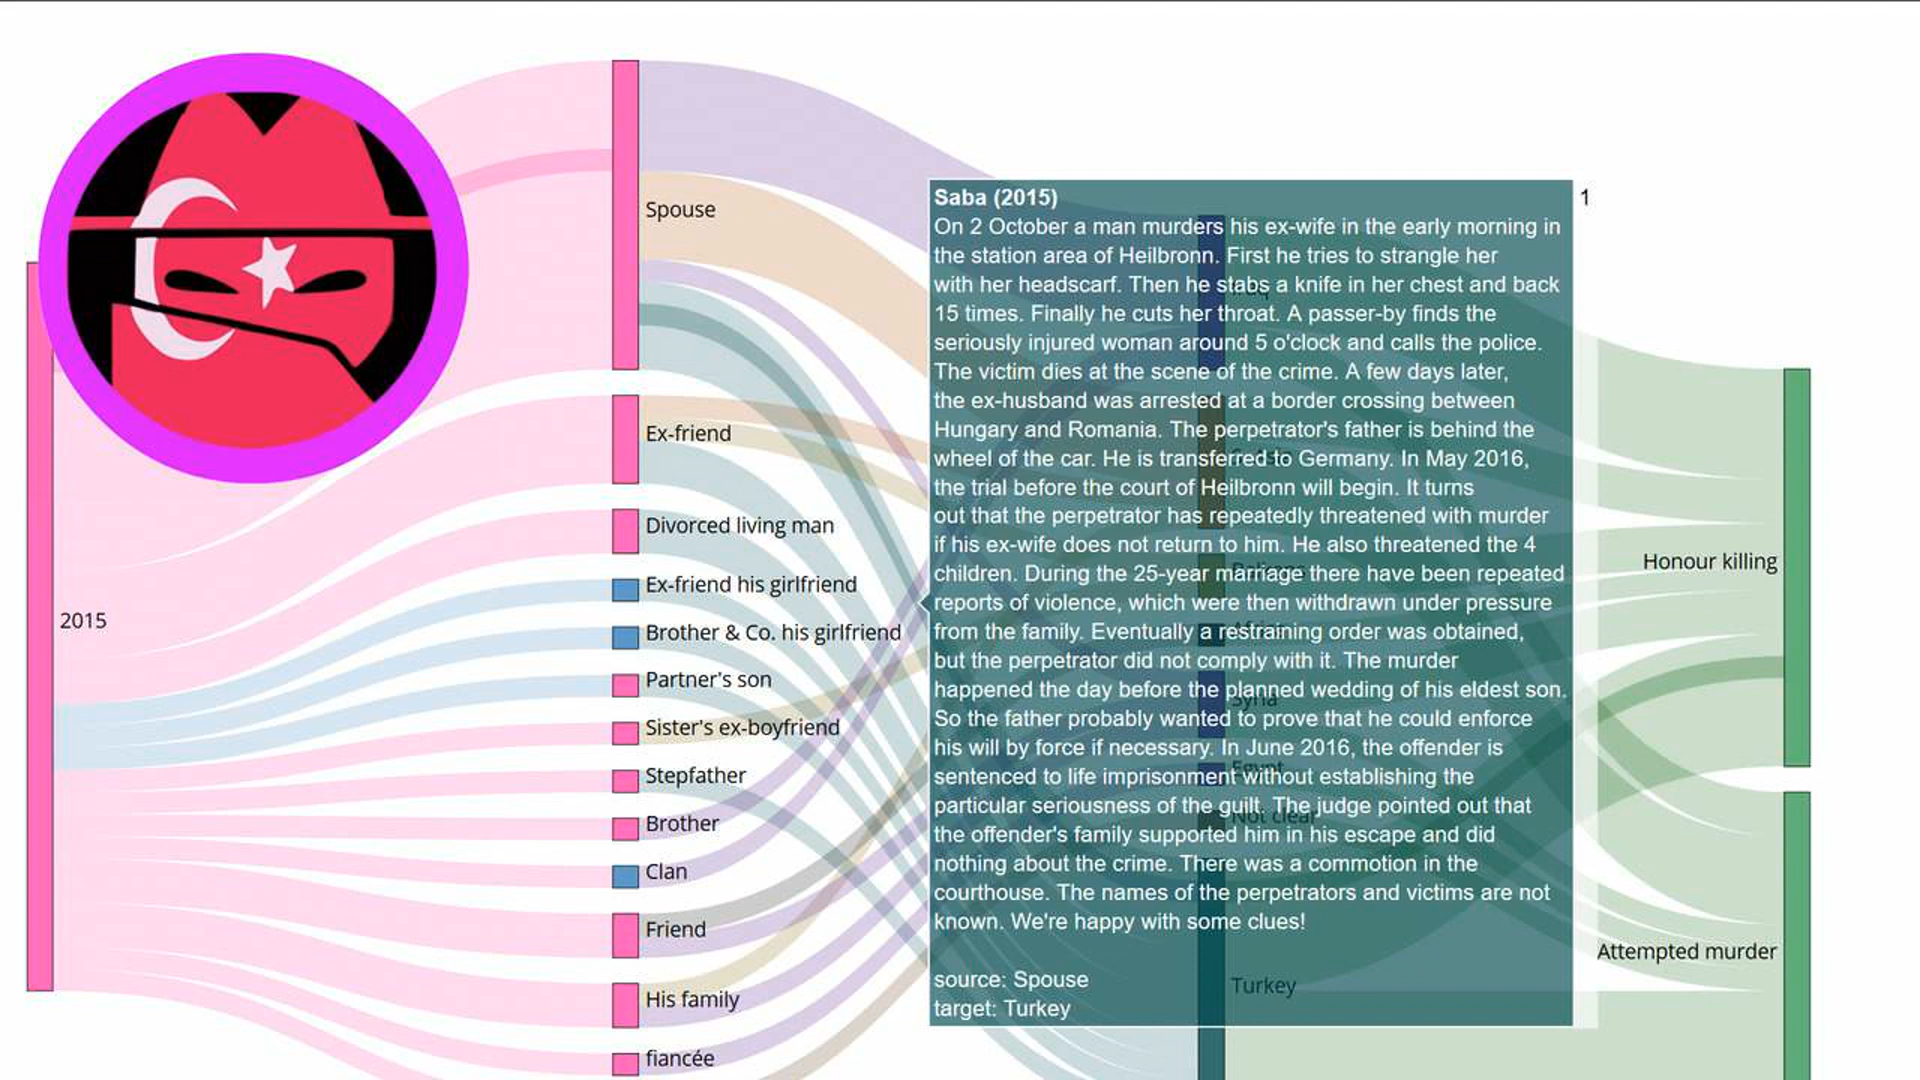 2015
Spouse
Ex-friend
Divorced living man
Ex-friend his girlfriend
Brother & Co. his girlfriend
Partner's son
Sister's ex-boyfriend
Stepfather
Brother
Clan
Friend
His family
fiancée
Saba (2015)
On 2 October a man murders his ex-wife in the early morning in
the station area of Heilbronn. First he tries to strangle her
with her headscarf. Then he stabs a knife in her chest and back
15 times. Finally he cuts her throat. A passer-by finds the
seriously injured woman around 5 o'clock and calls the police.
The victim dies at the scene of the crime. A few days later,
the ex-husband was arrested at a border crossing between
Hungary and Romania. The perpetrator's father is behind the
wheel of the car. He is transferred to Germany. In May 2016,
the trial before the court of Heilbronn will begin. It turns
out that the perpetrator has repeatedly threatened with murder
if his ex-wife does not return to him. He also threatened the 4
children. During the 25-year marriage there have been repeated
reports of violence, which were then withdrawn under pressure
from the family. Eventually a restraining order was obtained,
but the perpetrator did not comply with it. The murder
happened the day before the planned wedding of his eldest son.
So the father probably wanted to prove that he could enforce
his will by force if necessary. In June 2016, the offender is
sentenced to life imprisonment without establishing the
particular seriousness of the guilt. The judge pointed out that
the offender's family supported him in his escape and did
nothing about the crime. There was a commotion in the
courthouse. The names of the perpetrators and victims are not
known. We're happy with some clues!
source: Spouse
target: Turkey
1
Syria
Egypt
Not clear
Turkey
Honour killing
Attempted murder